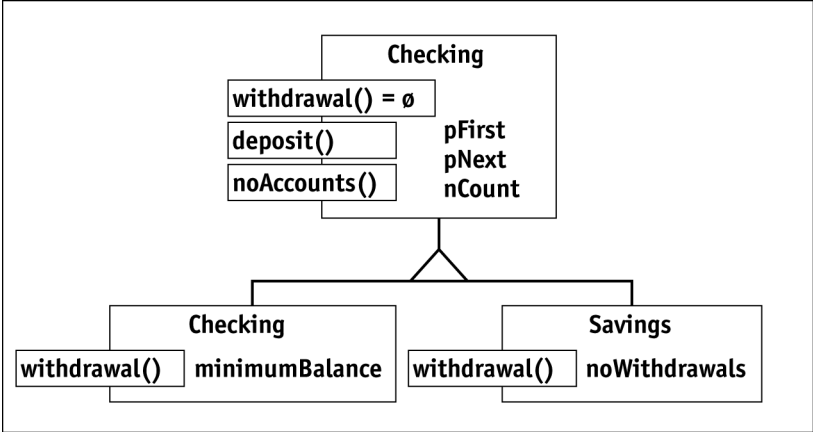 Checking
withdrawal() = ø
deposit()
noAccounts()
pFirst
pNext
nCount
Checking
withdrawal()
minimumBalance
Savings
withdrawal()
noWithdrawals